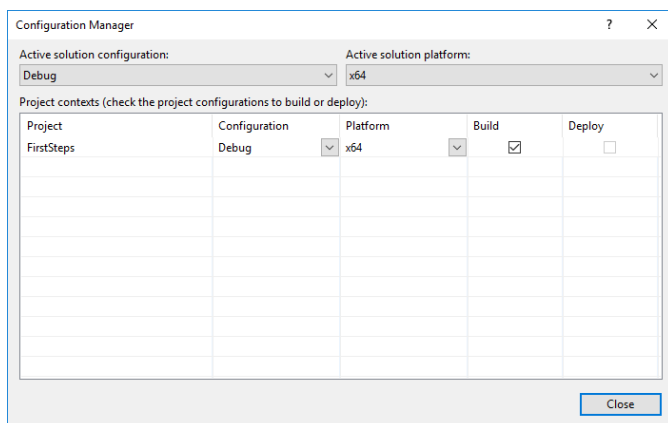 Configuration Manager ?
Active solution configuration: Active solution platform:
Debug x64
Project contexts (check the project configurations to build or deploy):
Project Configuration Platform Build Deploy
FirstSteps Debug x64
Close